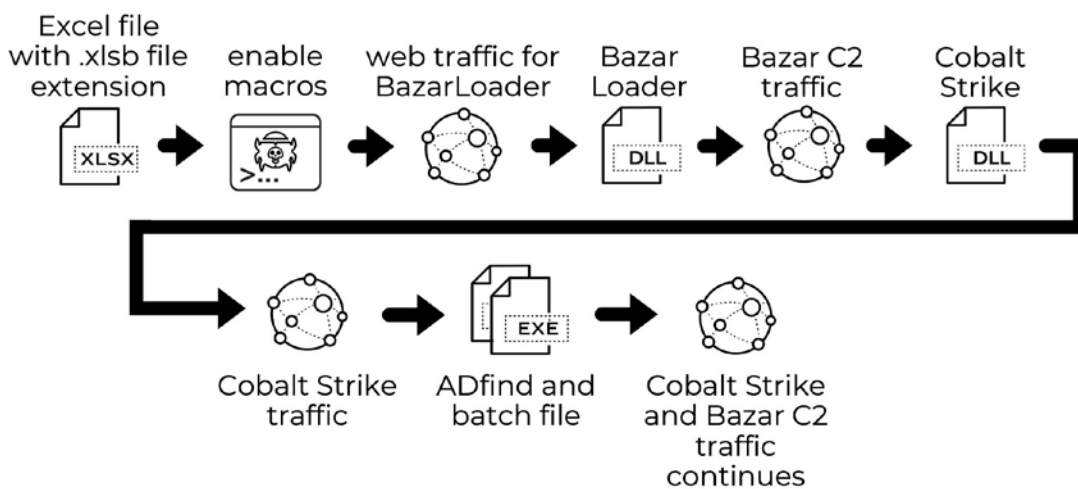 Excel file
with .xlsb file
extension
enable
macros
web traffic for
BazarLoader
Bazar
Loader
Bazar C2
traffic
Cobalt
Strike
XLSX
>...
DLL
DLL
EXE
Cobalt Strike
traffic
ADfind and
batch file
Cobalt Strike
and Bazar C2
traffic
continues